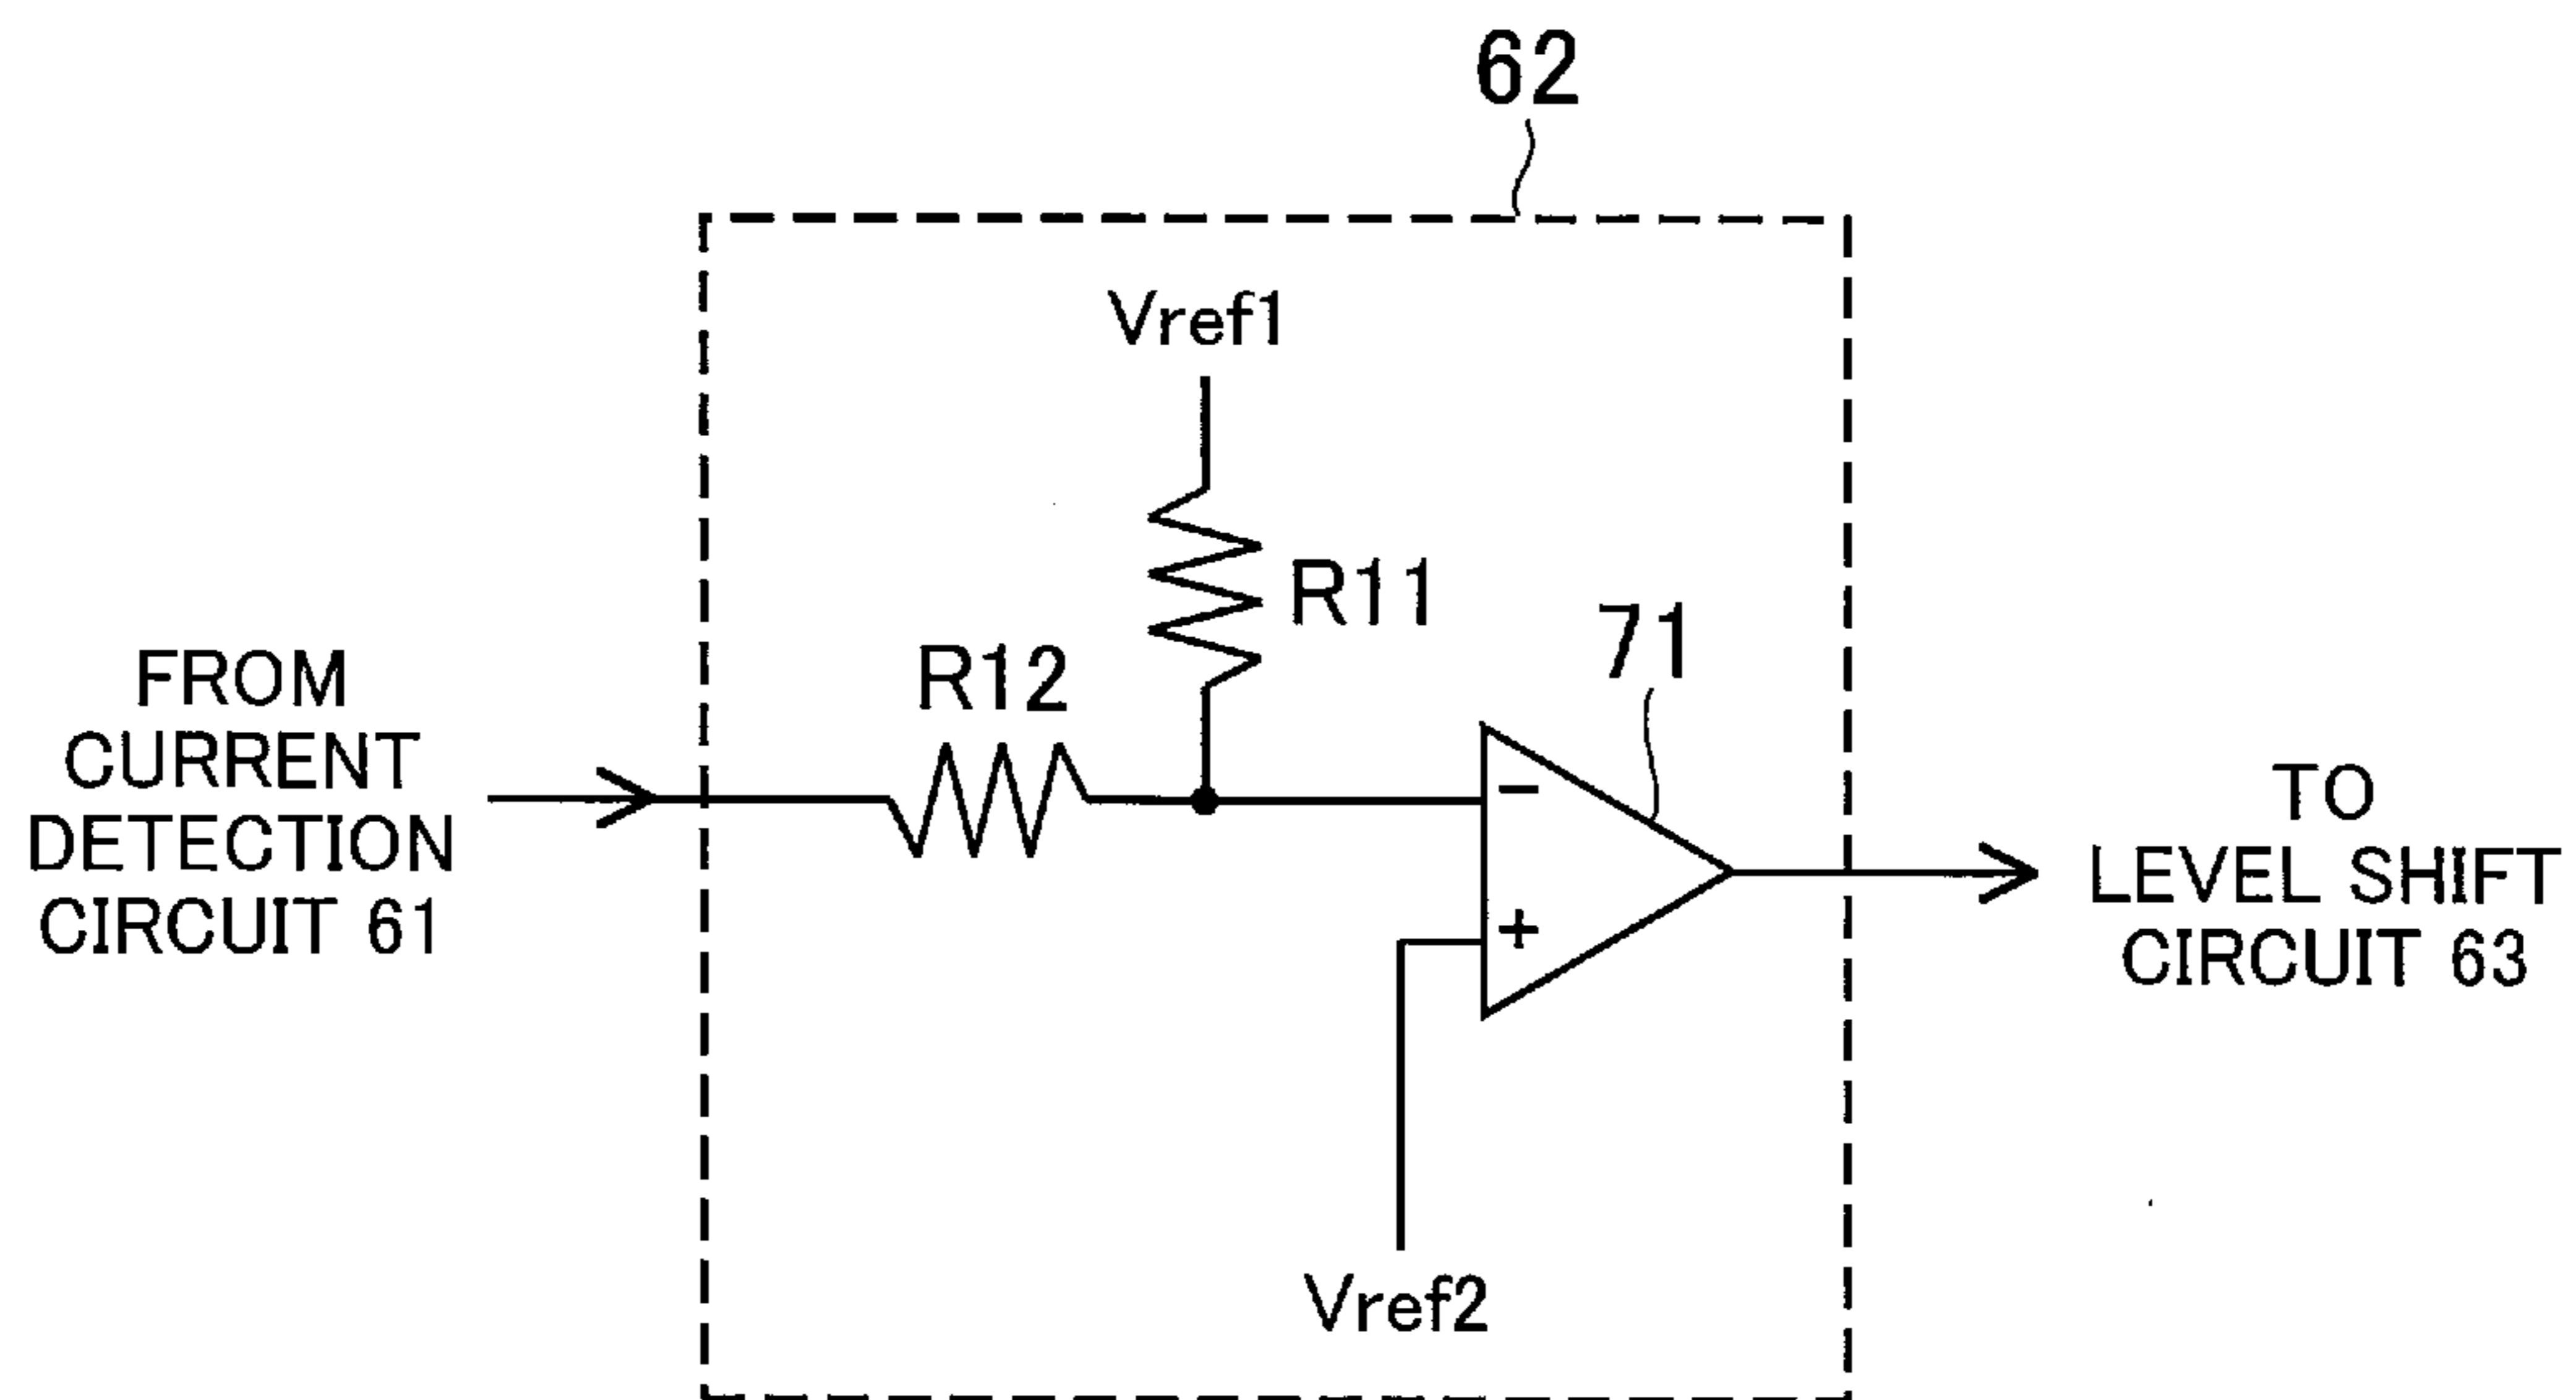 62
Vref1
R11
R12
71
FROM
CURRENT
DETECTION
CIRCUIT 61
−
+
TO
LEVEL SHIFT
CIRCUIT 63
Vref2